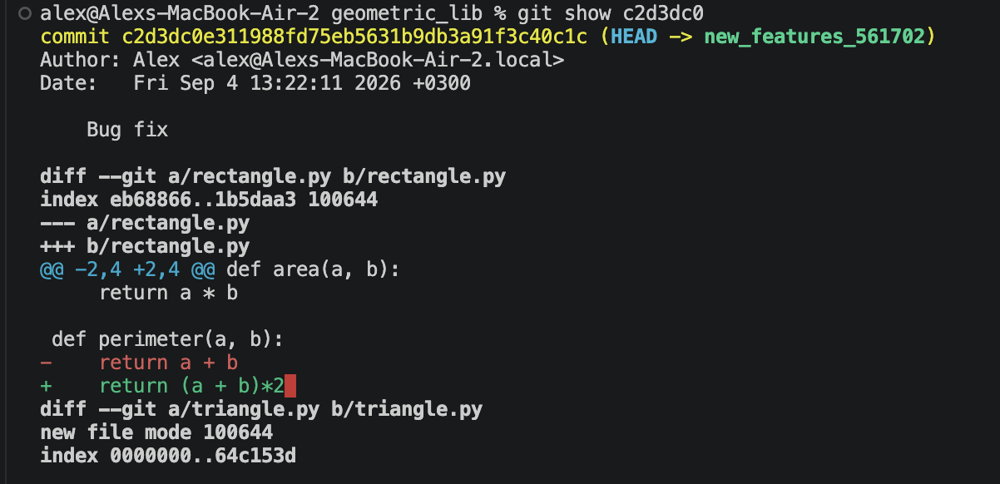 alex@Alexs-MacBook-Air-2 geometric_lib % git show c2d3dc0
commit c2d3dc0e311988fd75eb5631b9db3a91f3c40c1c (HEAD -> new_features_561702)
Author: Alex <alex@Alexs-MacBook-Air-2.local>
Date:   Fri Sep 4 13:22:11 2026 +0300

    Bug fix

diff --git a/rectangle.py b/rectangle.py
index eb68866..1b5daa3 100644
--- a/rectangle.py
+++ b/rectangle.py
@@ -2,4 +2,4 @@ def area(a, b):
     return a * b

 def perimeter(a, b):
-    return a + b
+    return (a + b)*2
diff --git a/triangle.py b/triangle.py
new file mode 100644
index 0000000..64c153d